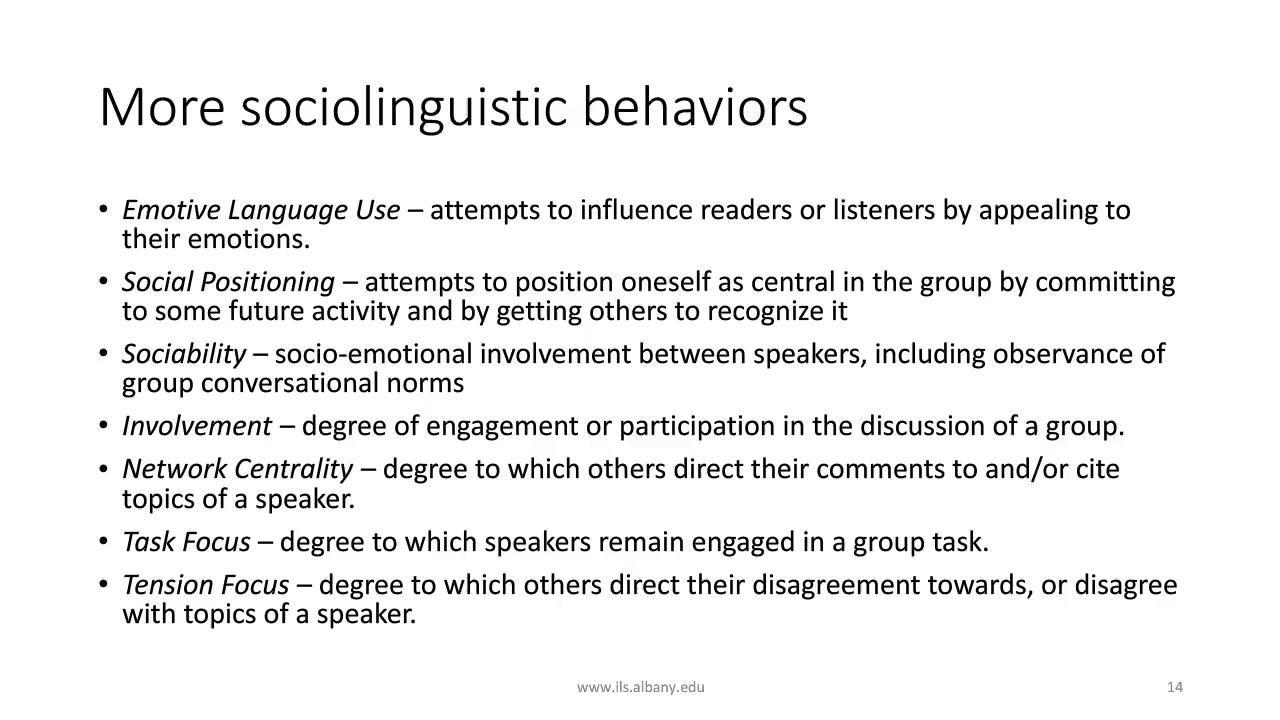 More sociolinguistic behaviors
• Emotive Language Use – attempts to influence readers or listeners by appealing to
their emotions.
• Social Positioning – attempts to position oneself as central in the group by committing
to some future activity and by getting others to recognize it
• Sociability – socio-emotional involvement between speakers, including observance of
group conversational norms
• Involvement – degree of engagement or participation in the discussion of a group.
• Network Centrality – degree to which others direct their comments to and/or cite
topics of a speaker.
• Task Focus – degree to which speakers remain engaged in a group task.
• Tension Focus – degree to which others direct their disagreement towards, or disagree
with topics of a speaker.
www.ils.albany.edu
14